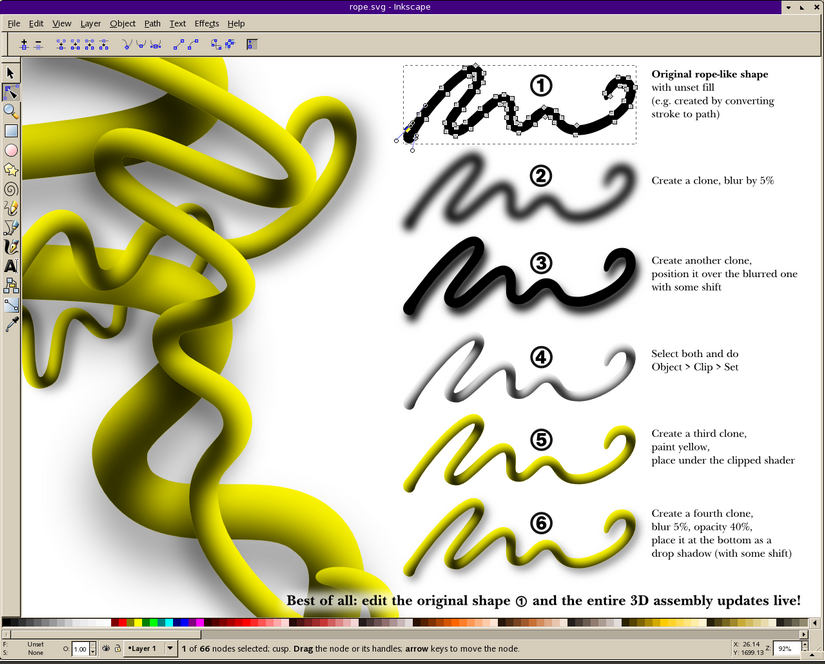 rope.svg - Inkscape
File Edit View Layer Object Path Text Effects Help
①
Original rope-like shape
with unset fill
(e.g. created by converting
stroke to path)
②
Create a clone, blur by 5%
③
Create another clone,
position it over the blurred one
with some shift
④
Select both and do
Object > Clip > Set
⑤
Create a third clone,
paint yellow,
place under the clipped shader
⑥
Create a fourth clone,
blur 5%, opacity 40%,
place it at the bottom as a
drop shadow (with some shift)
Best of all: edit the original shape ① and the entire 3D assembly updates live!
F: Unset
S: None
O: 1.00
•Layer 1
1 of 66 nodes selected; cusp. Drag the node or its handles; arrow keys to move the node.
X: 26.14
Y: 1699.13
Z: 92%